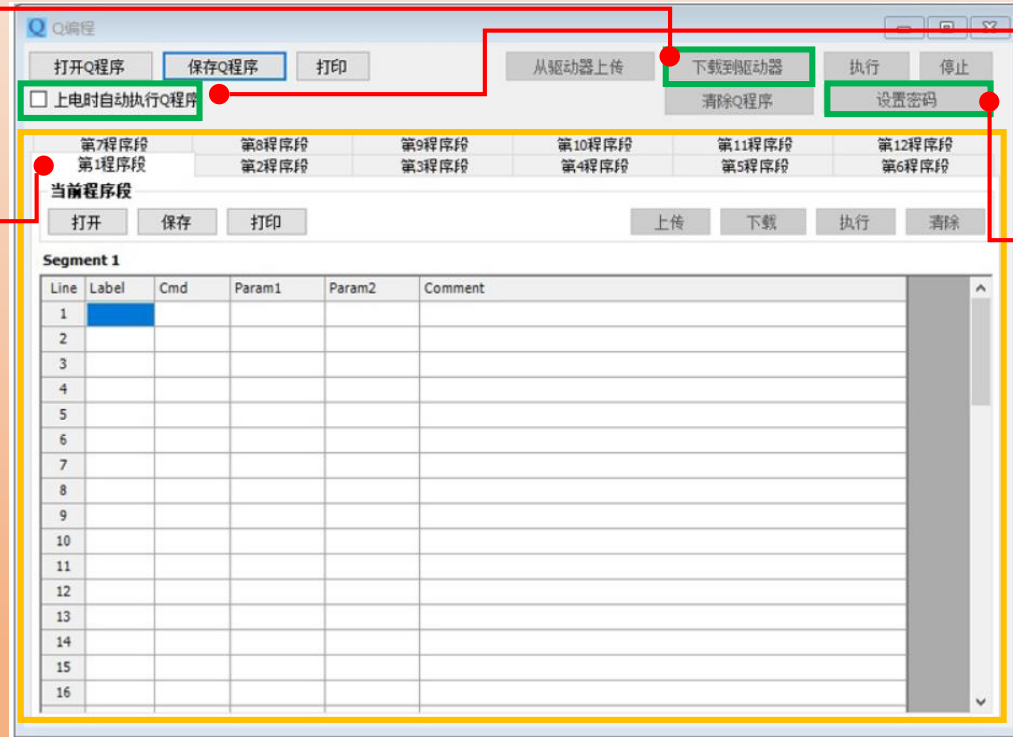 Q Q编程
打开Q程序 保存Q程序 打印 从驱动器上传 下载到驱动器 执行 停止
上电时自动执行Q程序 清除Q程序 设置密码
第7程序段 第8程序段 第9程序段 第10程序段 第11程序段 第12程序段
第1程序段 第2程序段 第3程序段 第4程序段 第5程序段 第6程序段
当前程序段
打开 保存 打印 上传 下载 执行 清除
Segment 1
Line Label Cmd Param1 Param2 Comment
1
2
3
4
5
6
7
8
9
10
11
12
13
14
15
16